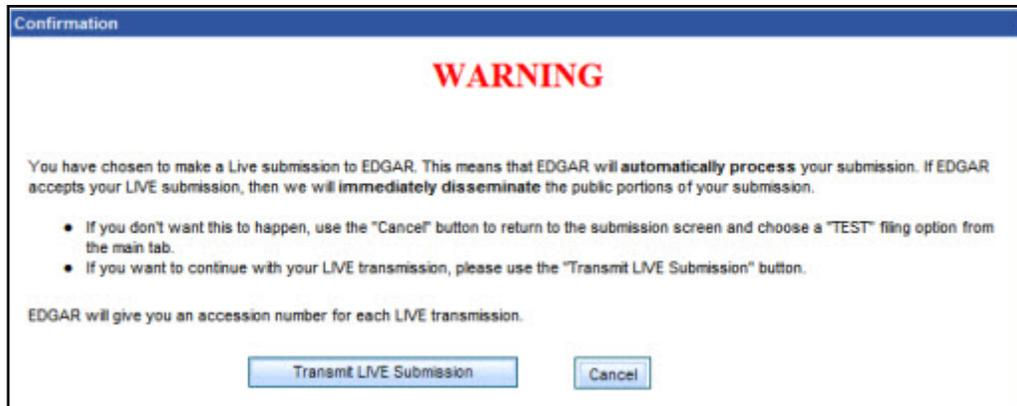 Confirmation
WARNING
You have chosen to make a Live submission to EDGAR. This means that EDGAR will automatically process your submission. If EDGAR
accepts your LIVE submission, then we will immediately disseminate the public portions of your submission.
• If you don't want this to happen, use the "Cancel" button to return to the submission screen and choose a "TEST" filing option from
the main tab.
• If you want to continue with your LIVE transmission, please use the "Transmit LIVE Submission" button.
EDGAR will give you an accession number for each LIVE transmission.
Transmit LIVE Submission Cancel